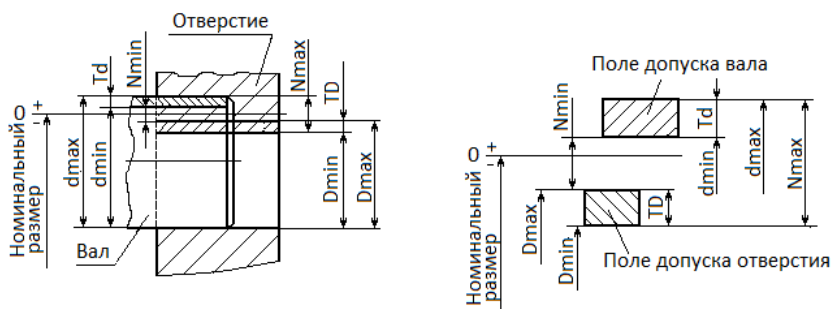 Отверстие
Td
Nmin
Nmax
TD
0
+
-
Номинальный
размер
dmax
dmin
Dmin
Dmax
Вал
Поле допуска вала
Nmin
Td
0
+
-
dmin
dmax
Nmax
Номинальный
размер
Dmax
TD
Dmin
Поле допуска отверстия